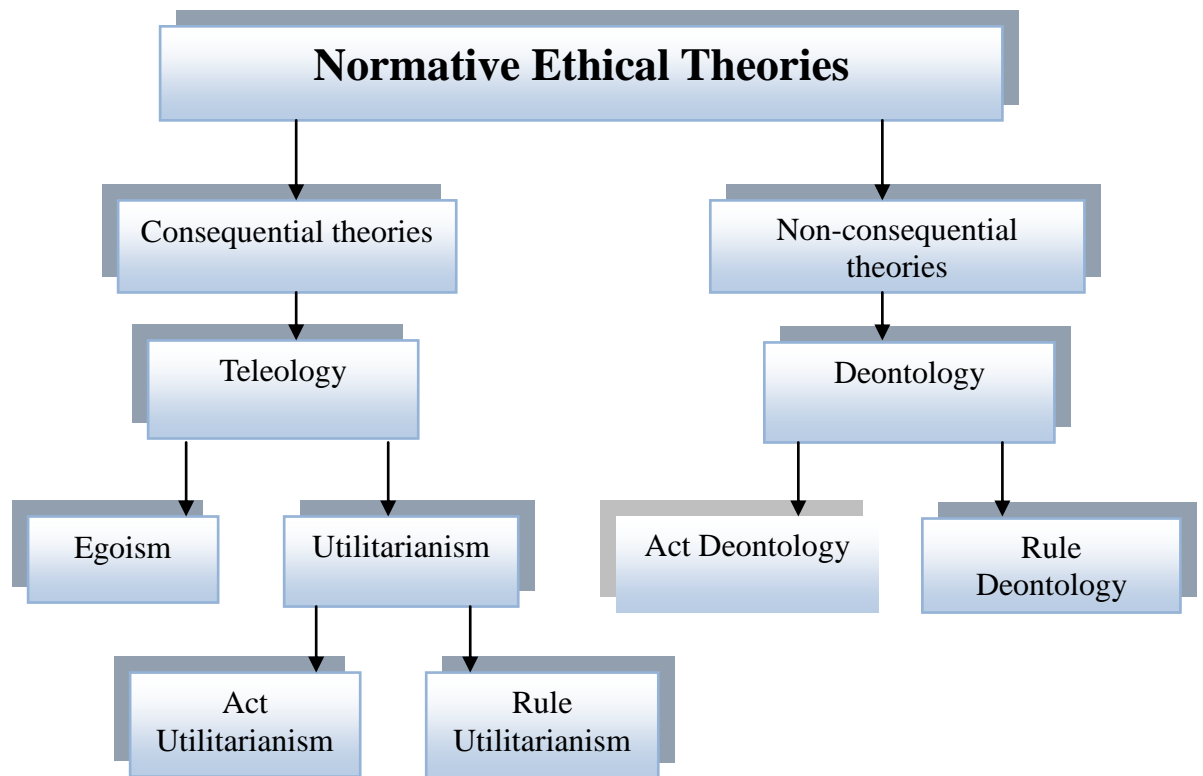 Normative Ethical Theories
Consequential theories
Non-consequential
theories
Teleology
Deontology
Egoism
Utilitarianism
Act Deontology
Rule
Deontology
Act
Utilitarianism
Rule
Utilitarianism